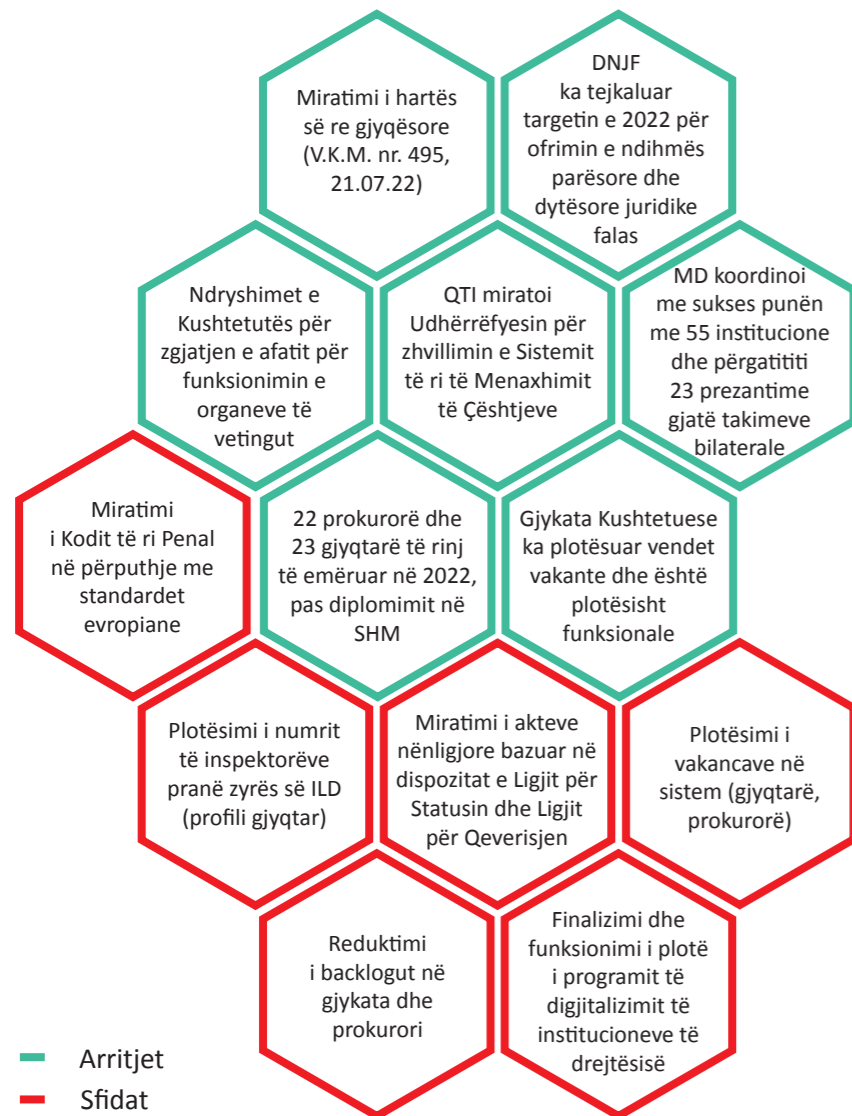 Miratimi i hartës
së re gjyqësore
(V.K.M. nr. 495,
21.07.22)
DNJF
ka tejkaluar
targetin e 2022 për
ofrimin e ndihmës
parësore dhe
dytësore juridike
falas
Ndryshimet e
Kushtetutës për
zgjatjen e afatit për
funksionimin e
organeve të
vetingut
QTI miratoi
Udhërrëfyesin për
zhvillimin e Sistemit
të ri të Menaxhimit
të Çështjeve
MD koordinoi
me sukses punën
me 55 institucione
dhe përgatititi
23 prezantime
gjatë takimeve
bilaterale
Miratimi
i Kodit të ri Penal
në përputhje me
standardet
evropiane
22 prokurorë dhe
23 gjyqtarë të rinj
të emëruar në 2022,
pas diplomimit në
SHM
Gjykata Kushtetuese
ka plotësuar vendet
vakante dhe është
plotësisht
funksionale
Plotësimi i numrit
të inspektorëve
pranë zyrës së ILD
(profili gjyqtar)
Miratimi i akteve
nënligjore bazuar në
dispozitat e Ligjit për
Statusin dhe Ligjit
për Qeverisjen
Plotësimi i
vakancave në
sistem (gjyqtarë,
prokurorë)
Reduktimi
i backlogut në
gjykata dhe
prokurori
Finalizimi dhe
funksionimi i plotë
i programit të
digjitalizimit të
institucioneve të
drejtësisë
Arritjet
Sfidat